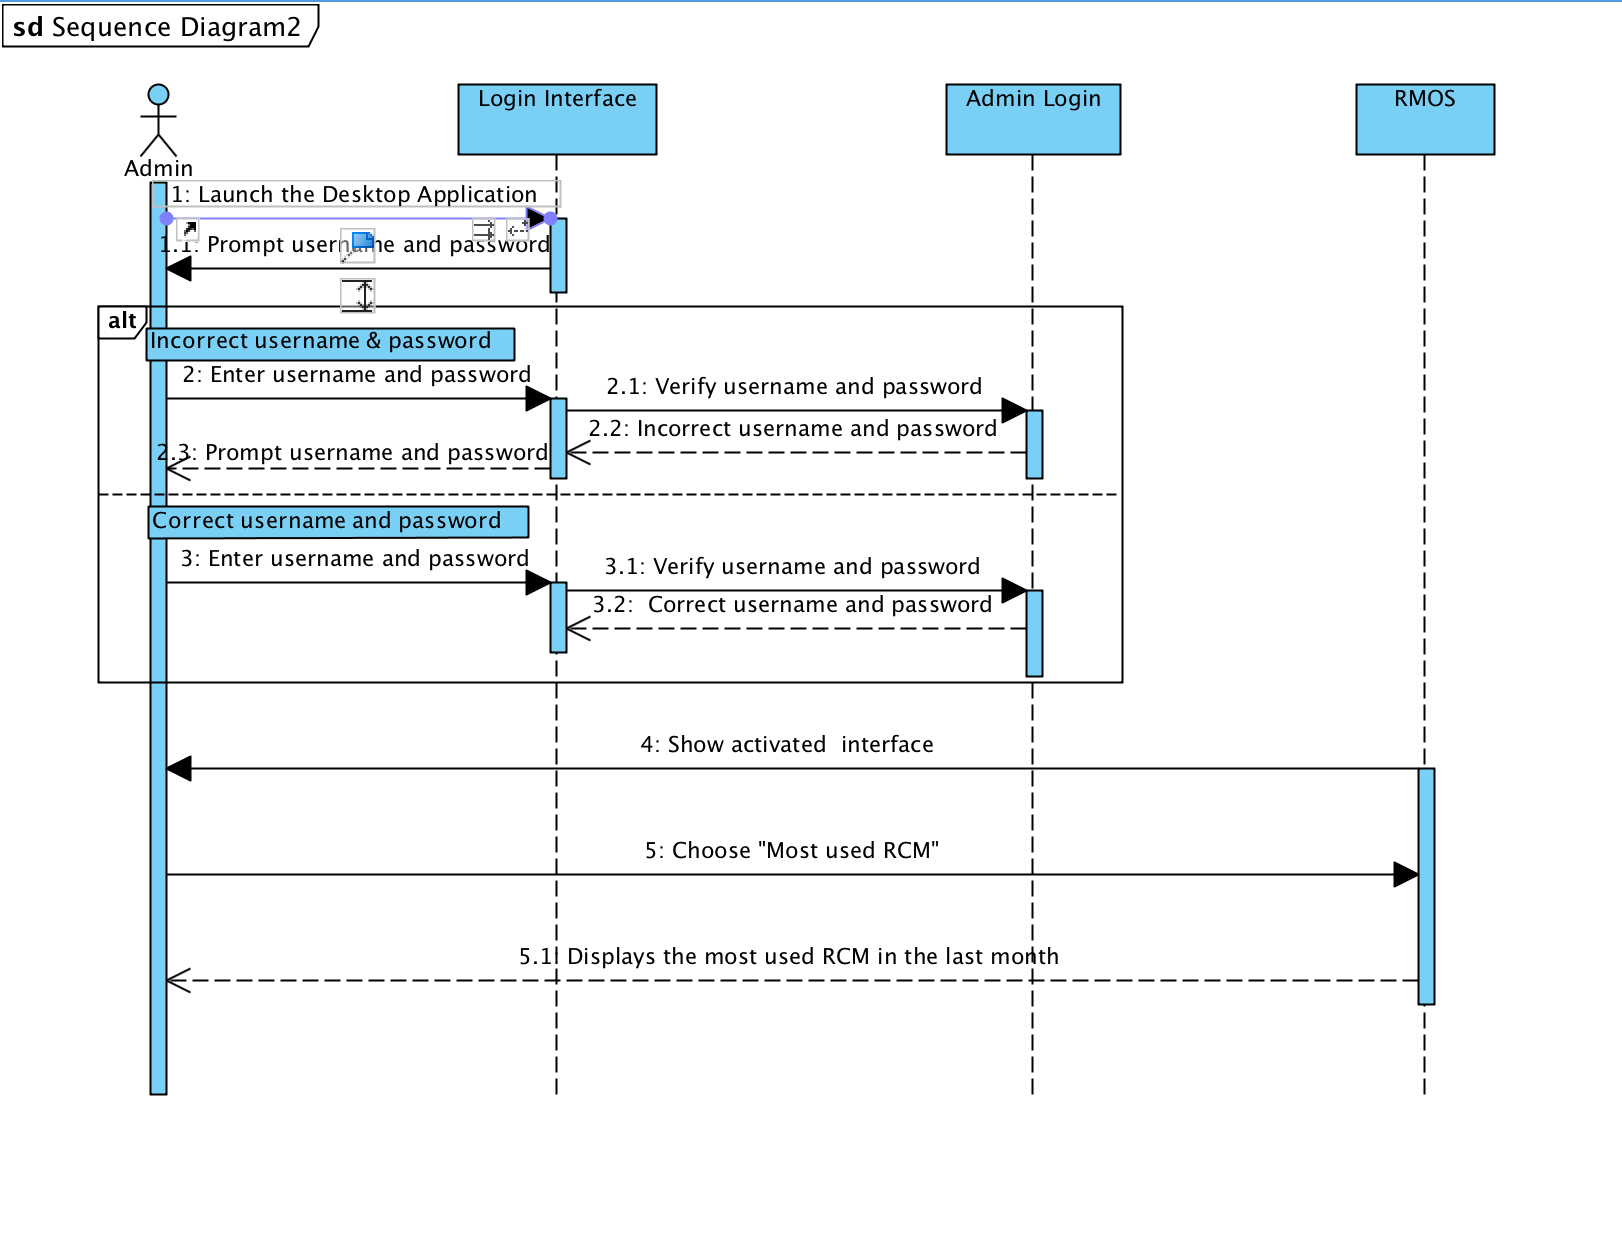 sd Sequence Diagram2
Login Interface
Admin Login
RMOS
Admin
1: Launch the Desktop Application
1.1: Prompt username and password
alt
Incorrect username & password
2: Enter username and password
2.1: Verify username and password
2.2: Incorrect username and password
2.3: Prompt username and password
Correct username and password
3: Enter username and password
3.1: Verify username and password
3.2:  Correct username and password
4: Show activated  interface
5: Choose "Most used RCM"
5.1: Displays the most used RCM in the last month